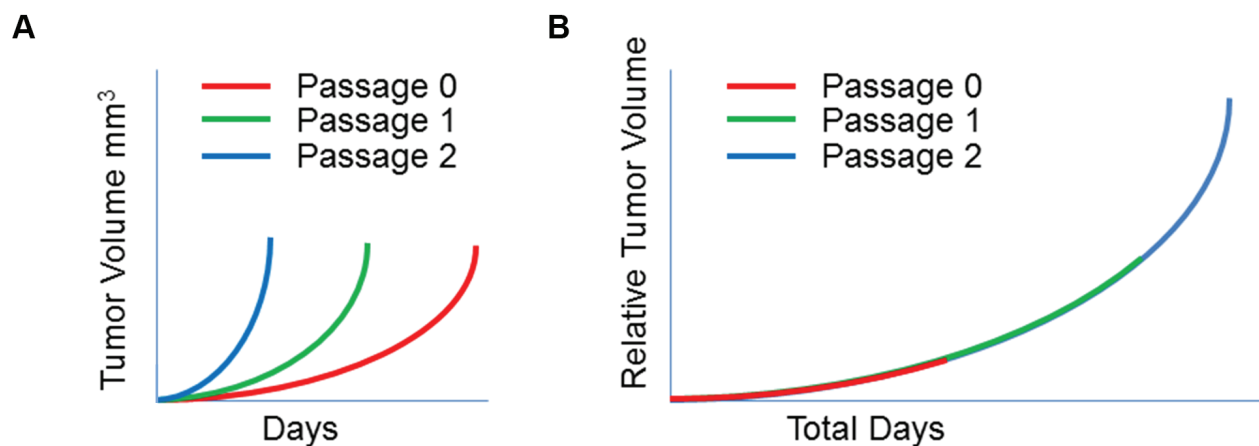 A
Tumor Volume mm³
Passage 0
Passage 1
Passage 2
Days
B
Relative Tumor Volume
Passage 0
Passage 1
Passage 2
Total Days